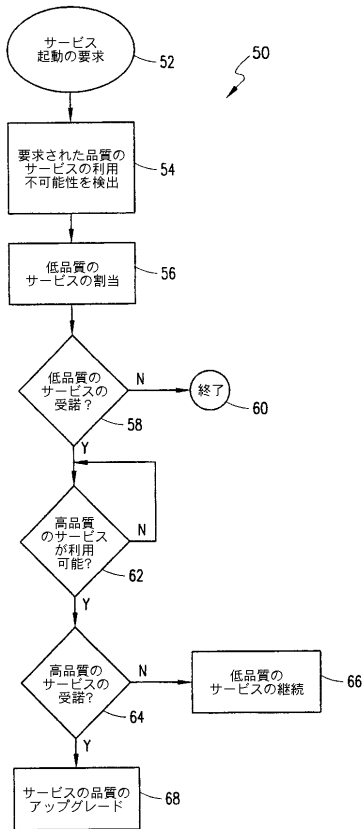 サービス
起動の要求
52
50
要求された品質の
サービスの利用
不可能性を検出
54
低品質の
サービスの割当
56
低品質の
サービスの
受諾?
N
終了
60
58
Y
高品質
のサービス
が利用
可能?
N
62
Y
高品質の
サービスの
受諾?
N
低品質の
サービスの継続
66
64
Y
サービスの品質の
アップグレード
68